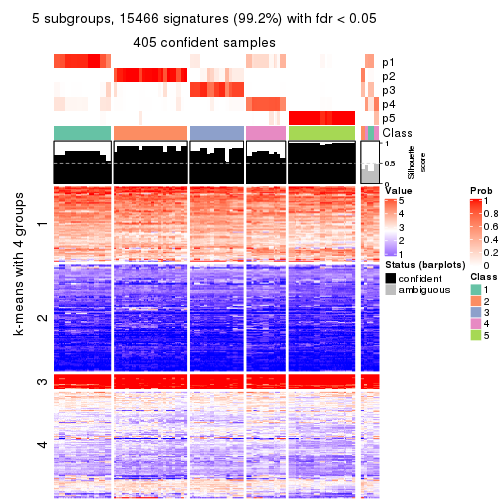 5 subgroups, 15466 signatures (99.2%) with fdr < 0.05
405 confident samples
p1
p2
p3
p4
p5
Class
1
0.5
0
Silhouette
score
k-means with 4 groups
1
2
3
4
Value
5
4
3
2
1
Status (barplots)
confident
ambiguous
Prob
1
0.8
0.6
0.4
0.2
0
Class
1
2
3
4
5